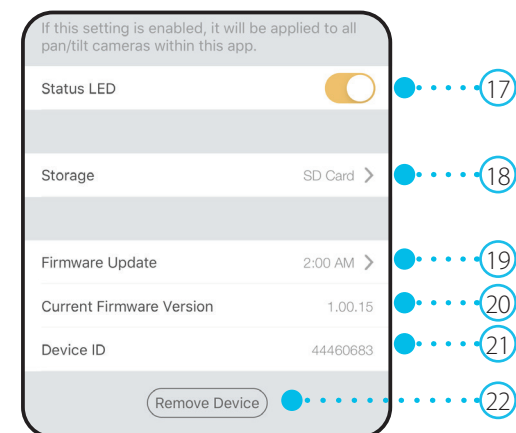 If this setting is enabled, it will be applied to all
pan/tilt cameras within this app.
Status LED 17
Storage SD Card > 18
Firmware Update 2:00 AM > 19
Current Firmware Version 1.00.15 20
Device ID 44460683 21
Remove Device 22